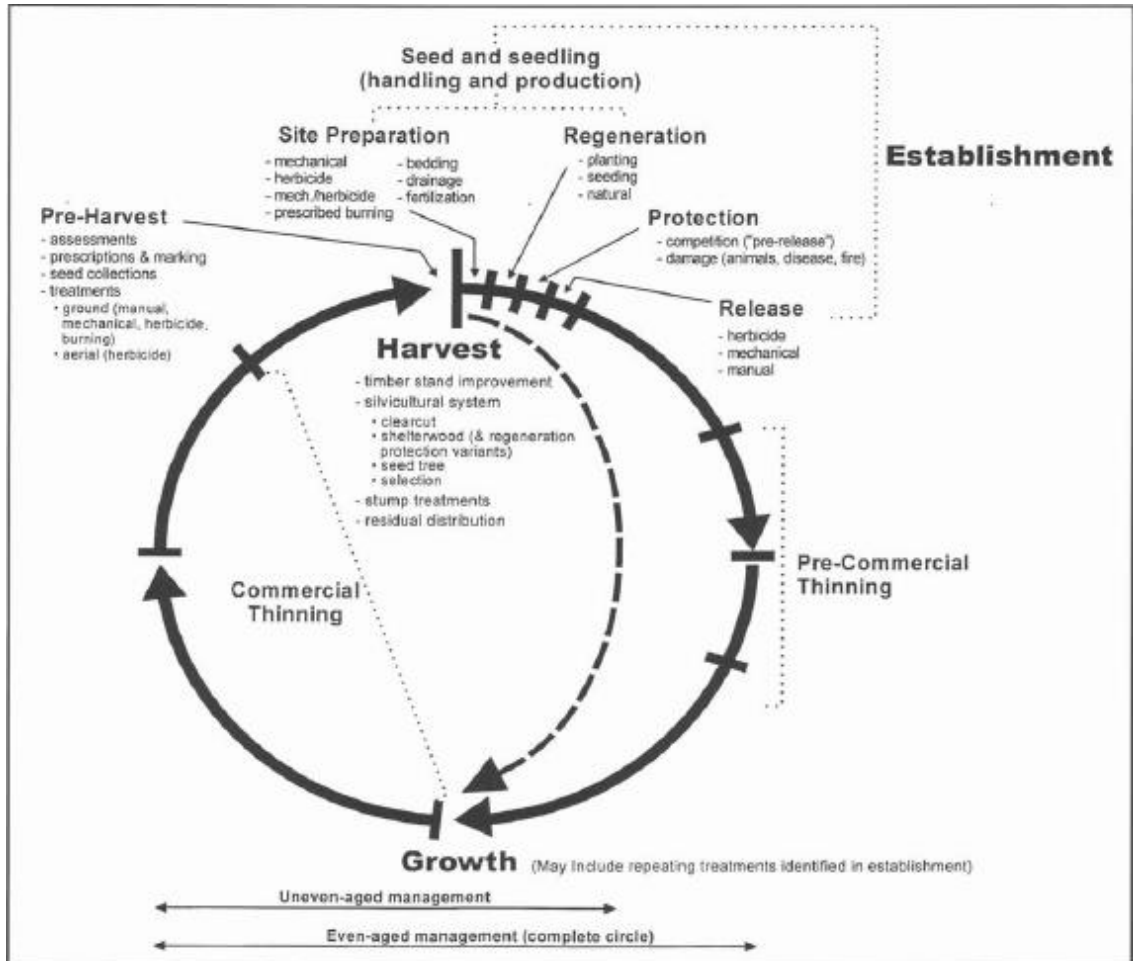 Seed and seedling
(handling and production)
Site Preparation
- mechanical
- herbicide
- mech./herbicide
- prescribed burning
- bedding
- drainage
- fertilization
Regeneration
- planting
- seeding
- natural
Establishment
Pre-Harvest
- assessments
- prescriptions & marking
- seed collections
- treatments
• ground (manual,
mechanical, herbicide,
burning)
• aerial (herbicide)
Protection
- competition ("pre-release")
- damage (animals, disease, fire)
Release
- herbicide
- mechanical
- manual
Harvest
- timber stand improvement
- silvicultural system
• clearcut
• shelterwood (& regeneration
protection variants)
• seed tree
• selection
- stump treatments
- residual distribution
Commercial
Thinning
Pre-Commercial
Thinning
Growth (May Include repeating treatments identified in establishment)
Uneven-aged management
Even-aged management (complete circle)